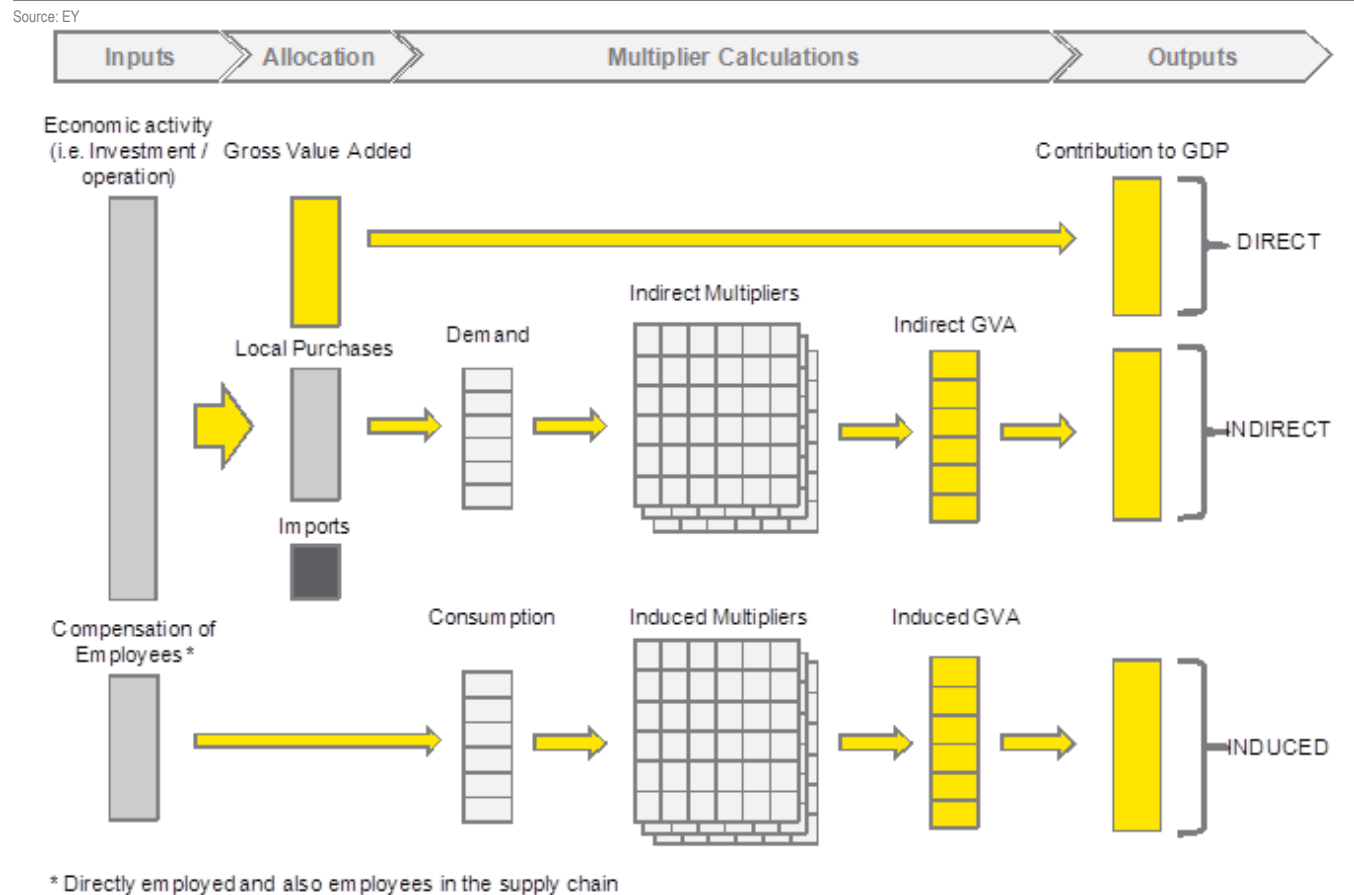 Source: EY
Inputs
Allocation
Multiplier Calculations
Outputs
Economic activity
(i.e. Investment /
operation)
Gross Value Added
Contribution to GDP
DIRECT
Local Purchases
Demand
Indirect Multipliers
Indirect GVA
INDIRECT
Imports
Compensation of
Employees *
Consumption
Induced Multipliers
Induced GVA
INDUCED
* Directly employed and also employees in the supply chain